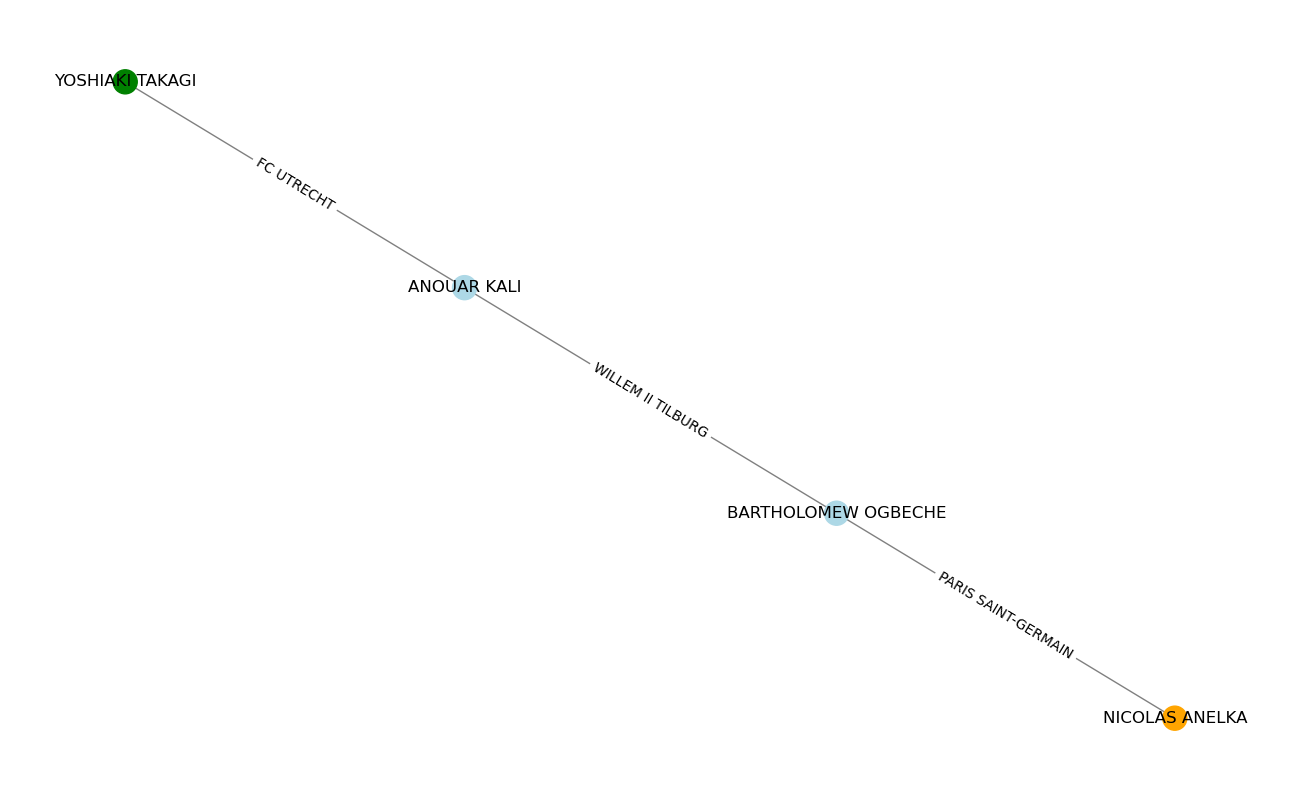 YOSHIAKI TAKAGI
FC UTRECHT
ANOUAR KALI
WILLEM II TILBURG
BARTHOLOMEW OGBECHE
PARIS SAINT-GERMAIN
NICOLAS ANELKA